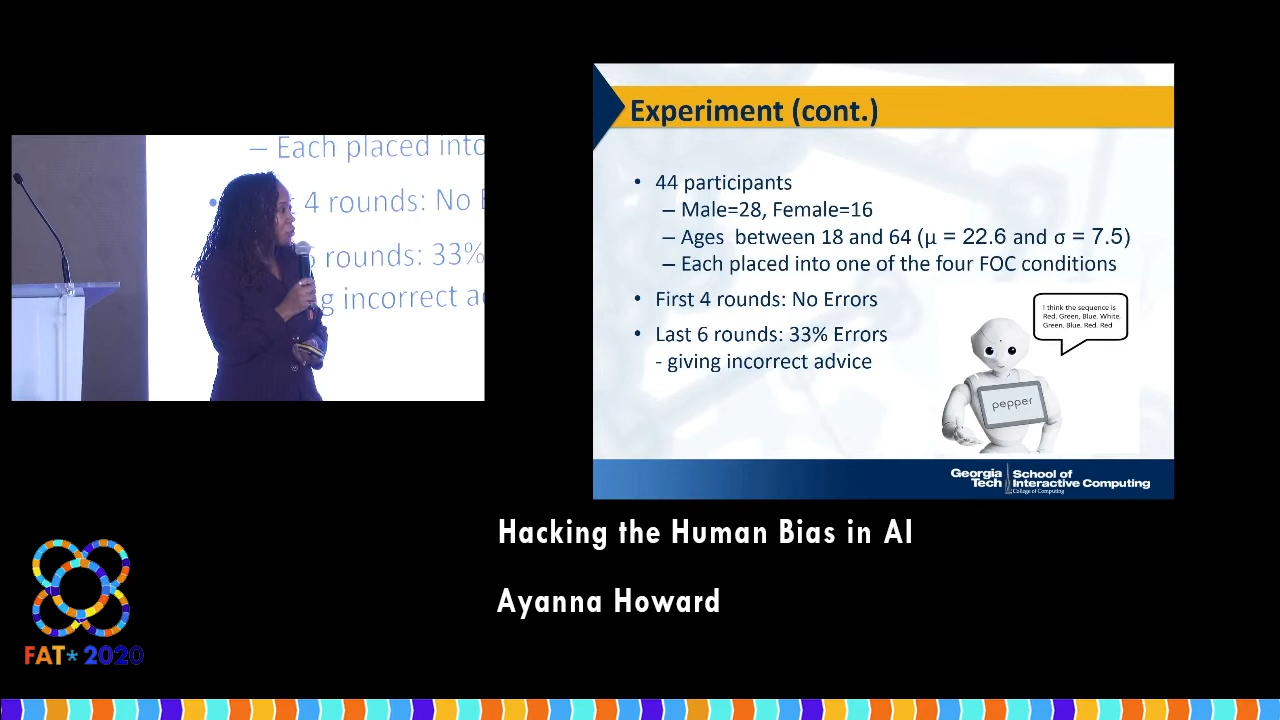 – Each placed into
4 rounds: No
rounds: 33%
g incorrect a
Experiment (cont.)
• 44 participants
– Male=28, Female=16
– Ages between 18 and 64 (μ = 22.6 and σ = 7.5)
– Each placed into one of the four FOC conditions
• First 4 rounds: No Errors
• Last 6 rounds: 33% Errors
- giving incorrect advice
I think the sequence is
Red, Green, Blue, White,
Green, Blue, Red, Red
pepper
Georgia Tech
School of
Interactive Computing
College of Computing
Hacking the Human Bias in AI
Ayanna Howard
FAT* 2020